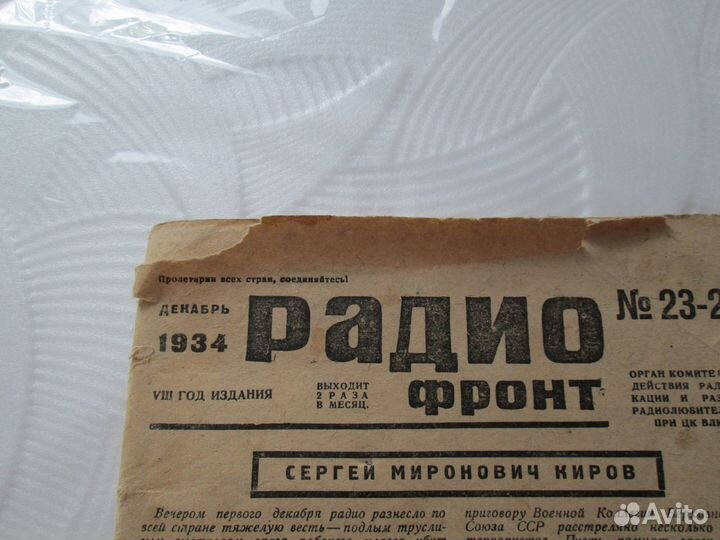 Пролетарии всех стран, соединяйтесь!
ДЕКАБРЬ
1934
VIII ГОД ИЗДАНИЯ
РАДИО
ВЫХОДИТ
2 РАЗА
В МЕСЯЦ.
ФРОНТ
№ 23-2
ОРГАН КОМИТЕ
ДЕЙСТВИЯ РАД
КАЦИИ И РАЗ
РАДИОЛЮБИТЕЛ
ПРИ ЦК ВЛК
СЕРГЕЙ МИРОНОВИЧ КИРОВ
Вечером первого декабря радио разнесло по
всей стране тяжелую весть — подлым трусли-
приговору Военной
Союза ССР расстреляно несколько
Avito